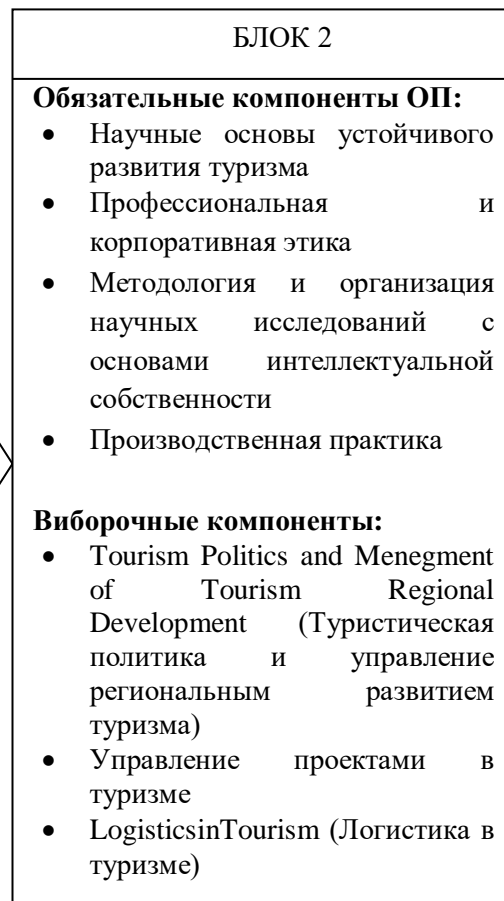 БЛОК 2
Обязательные компоненты ОП:
• Научные основы устойчивого
развития туризма
• Профессиональная и
корпоративная этика
• Методология и организация
научных исследований с
основами интеллектуальной
собственности
• Производственная практика
Виборочные компоненты:
• Tourism Politics and Menegment
of Tourism Regional
Development (Туристическая
политика и управление
региональным развитием
туризма)
• Управление проектами в
туризме
• LogisticsinTourism (Логистика в
туризме)